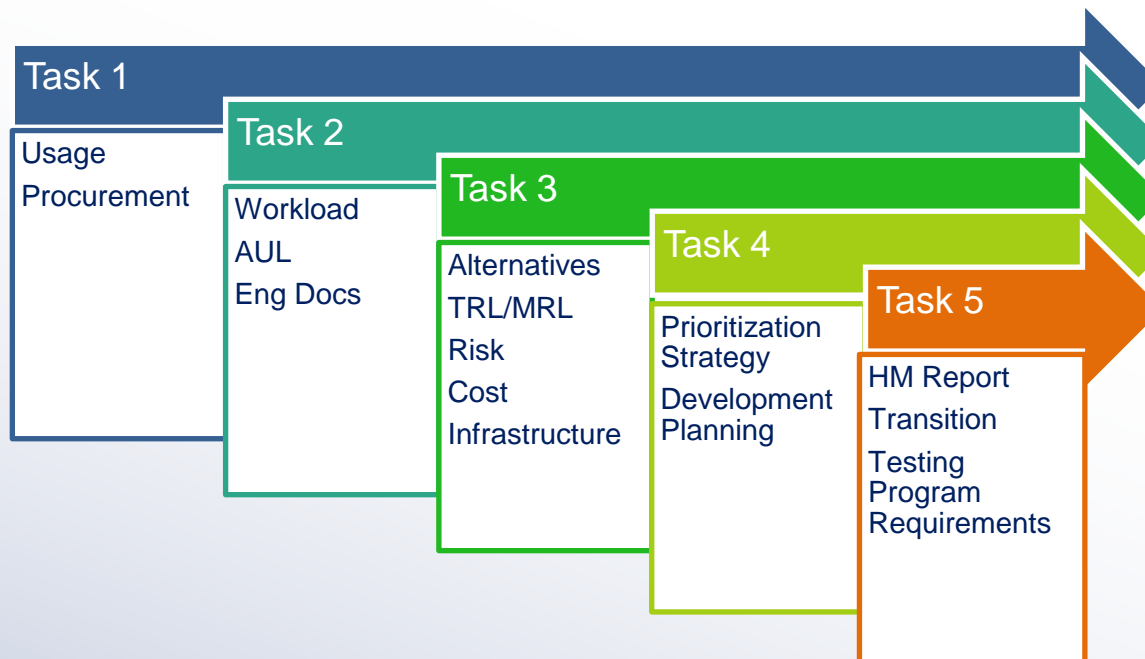 Task 1
Usage
Procurement
Task 2
Workload
AUL
Eng Docs
Task 3
Alternatives
TRL/MRL
Risk
Cost
Infrastructure
Task 4
Prioritization
Strategy
Development
Planning
Task 5
HM Report
Transition
Testing
Program
Requirements